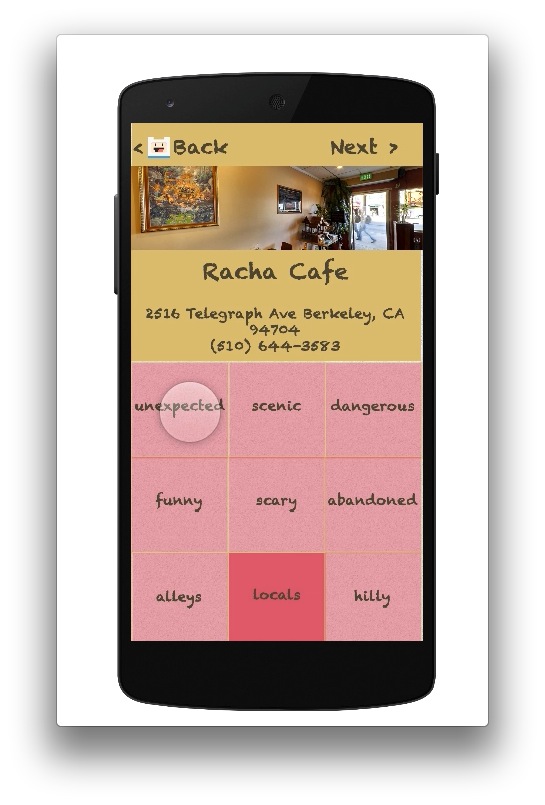 < Back Next >
Racha Cafe
2516 Telegraph Ave Berkeley, CA
94704
(510) 644-3583
unexpected scenic dangerous
funny scary abandoned
alleys locals hilly